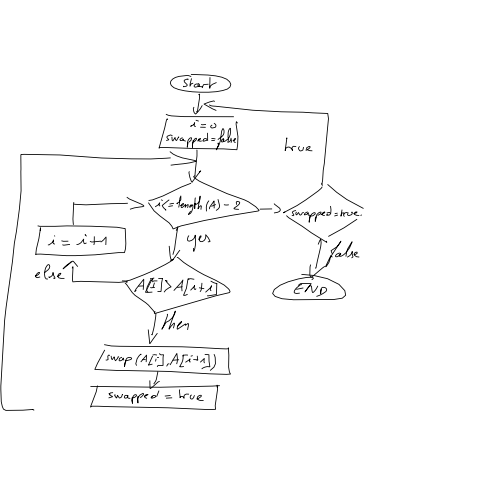 start
i=0
swapped=false
true
i<=length(A)-2
swapped=true
yes
i = i+1
false
else
A[i]>A[i+i]
END
then
swap(A[i],A[i+1])
swapped = true